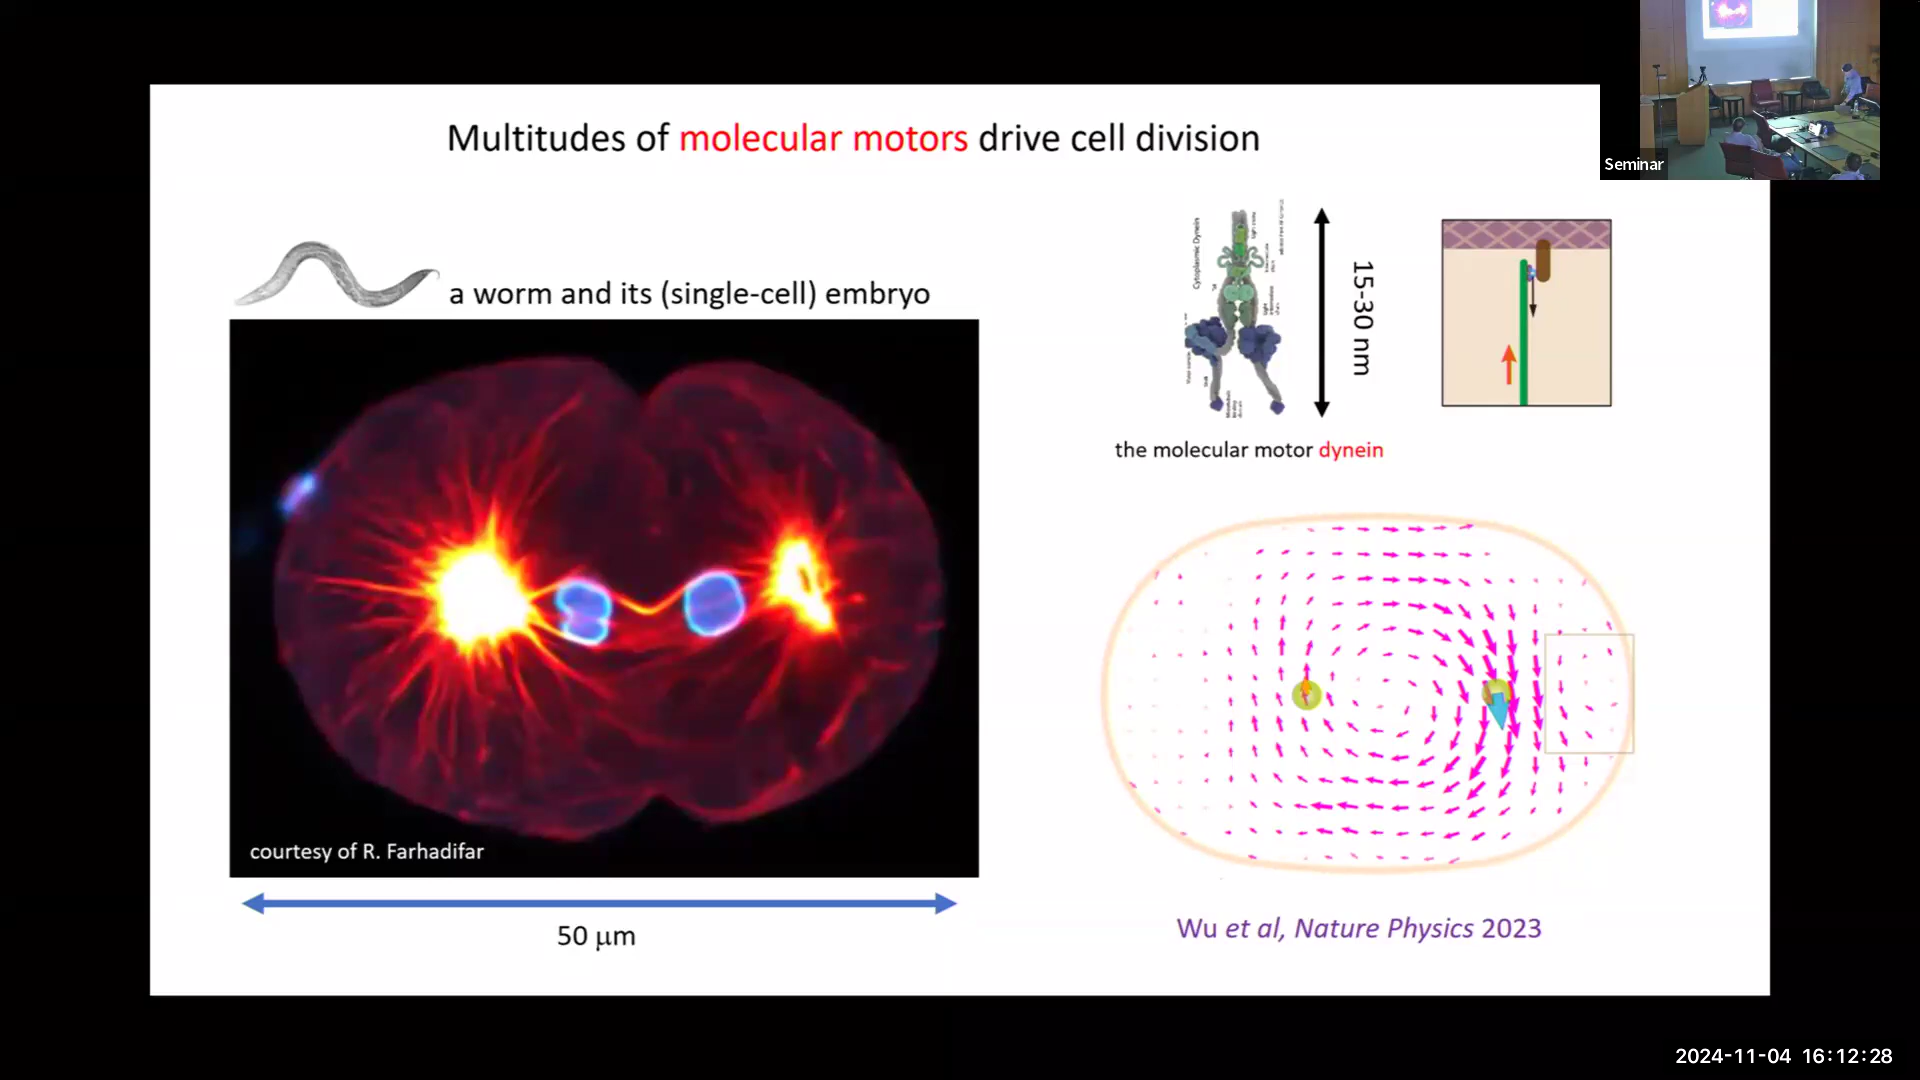 Multitudes of molecular motors drive cell division
Seminar
a worm and its (single-cell) embryo
Cytoplasmic Dynein
15-30 nm
the molecular motor dynein
courtesy of R. Farhadifar
50 μm
Wu et al, Nature Physics 2023
2024-11-04 16:12:28